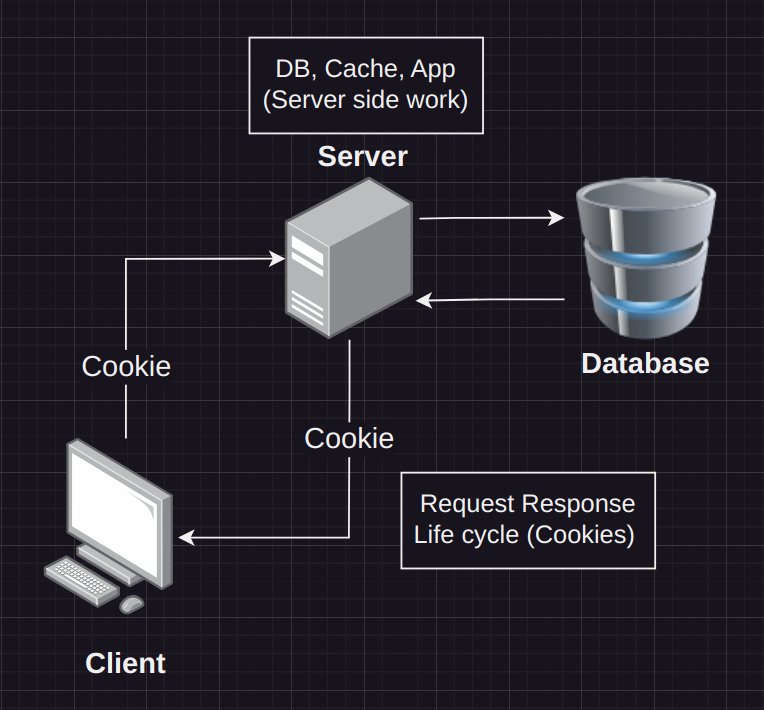 DB, Cache, App
(Server side work)
Server
Database
Cookie
Cookie
Request Response
Life cycle (Cookies)
Client